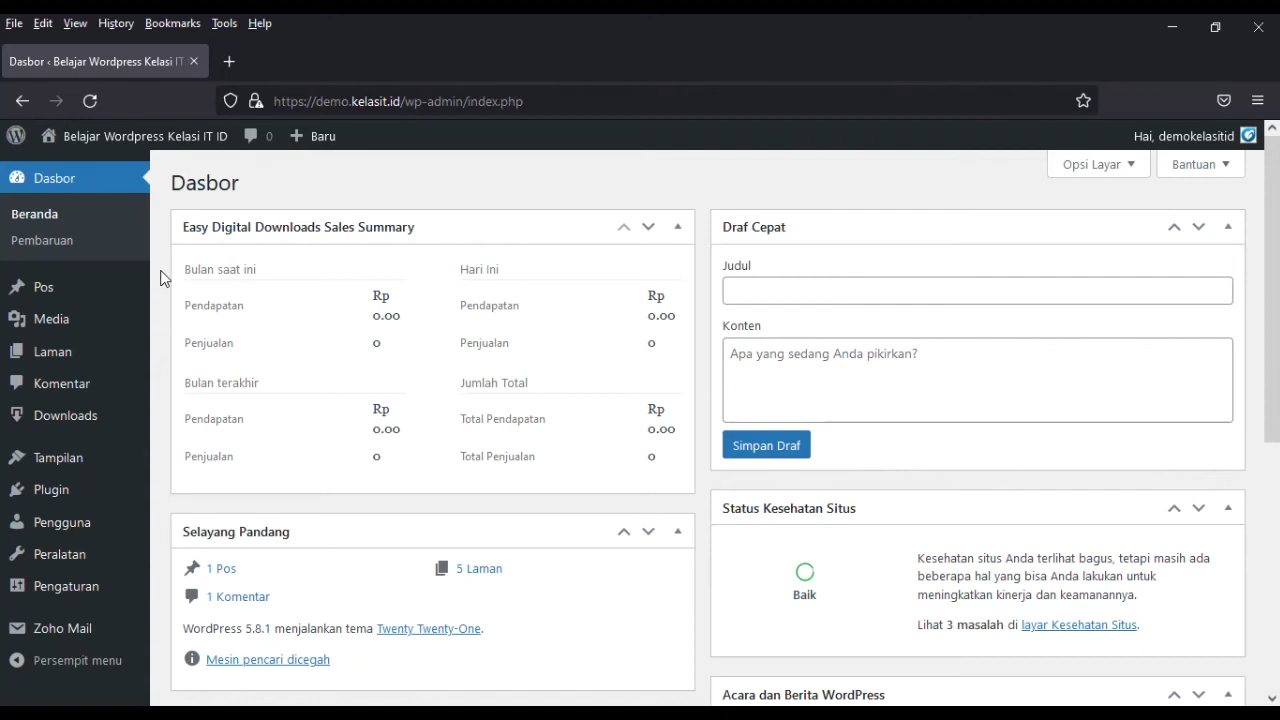 File Edit View History Bookmarks Tools Help
Dasbor ‹ Belajar Wordpress Kelasi IT
https://demo.kelasit.id/wp-admin/index.php
Belajar Wordpress Kelasi IT ID 0 Baru Hai, demokelasitid
Dasbor
Beranda
Pembaruan
Pos
Media
Laman
Komentar
Downloads
Tampilan
Plugin
Pengguna
Peralatan
Pengaturan
Zoho Mail
Persempit menu
Opsi Layar Bantuan
Dasbor
Easy Digital Downloads Sales Summary
Bulan saat ini
Pendapatan Rp 0.00
Penjualan 0
Hari Ini
Pendapatan Rp 0.00
Penjualan 0
Bulan terakhir
Pendapatan Rp 0.00
Penjualan 0
Jumlah Total
Total Pendapatan Rp 0.00
Total Penjualan 0
Selayang Pandang
1 Pos 5 Laman
1 Komentar
WordPress 5.8.1 menjalankan tema Twenty Twenty-One.
Mesin pencari dicegah
Draf Cepat
Judul
Konten
Apa yang sedang Anda pikirkan?
Simpan Draf
Status Kesehatan Situs
Baik
Kesehatan situs Anda terlihat bagus, tetapi masih ada
beberapa hal yang bisa Anda lakukan untuk
meningkatkan kinerja dan keamanannya.
Lihat 3 masalah di layar Kesehatan Situs.
Acara dan Berita WordPress